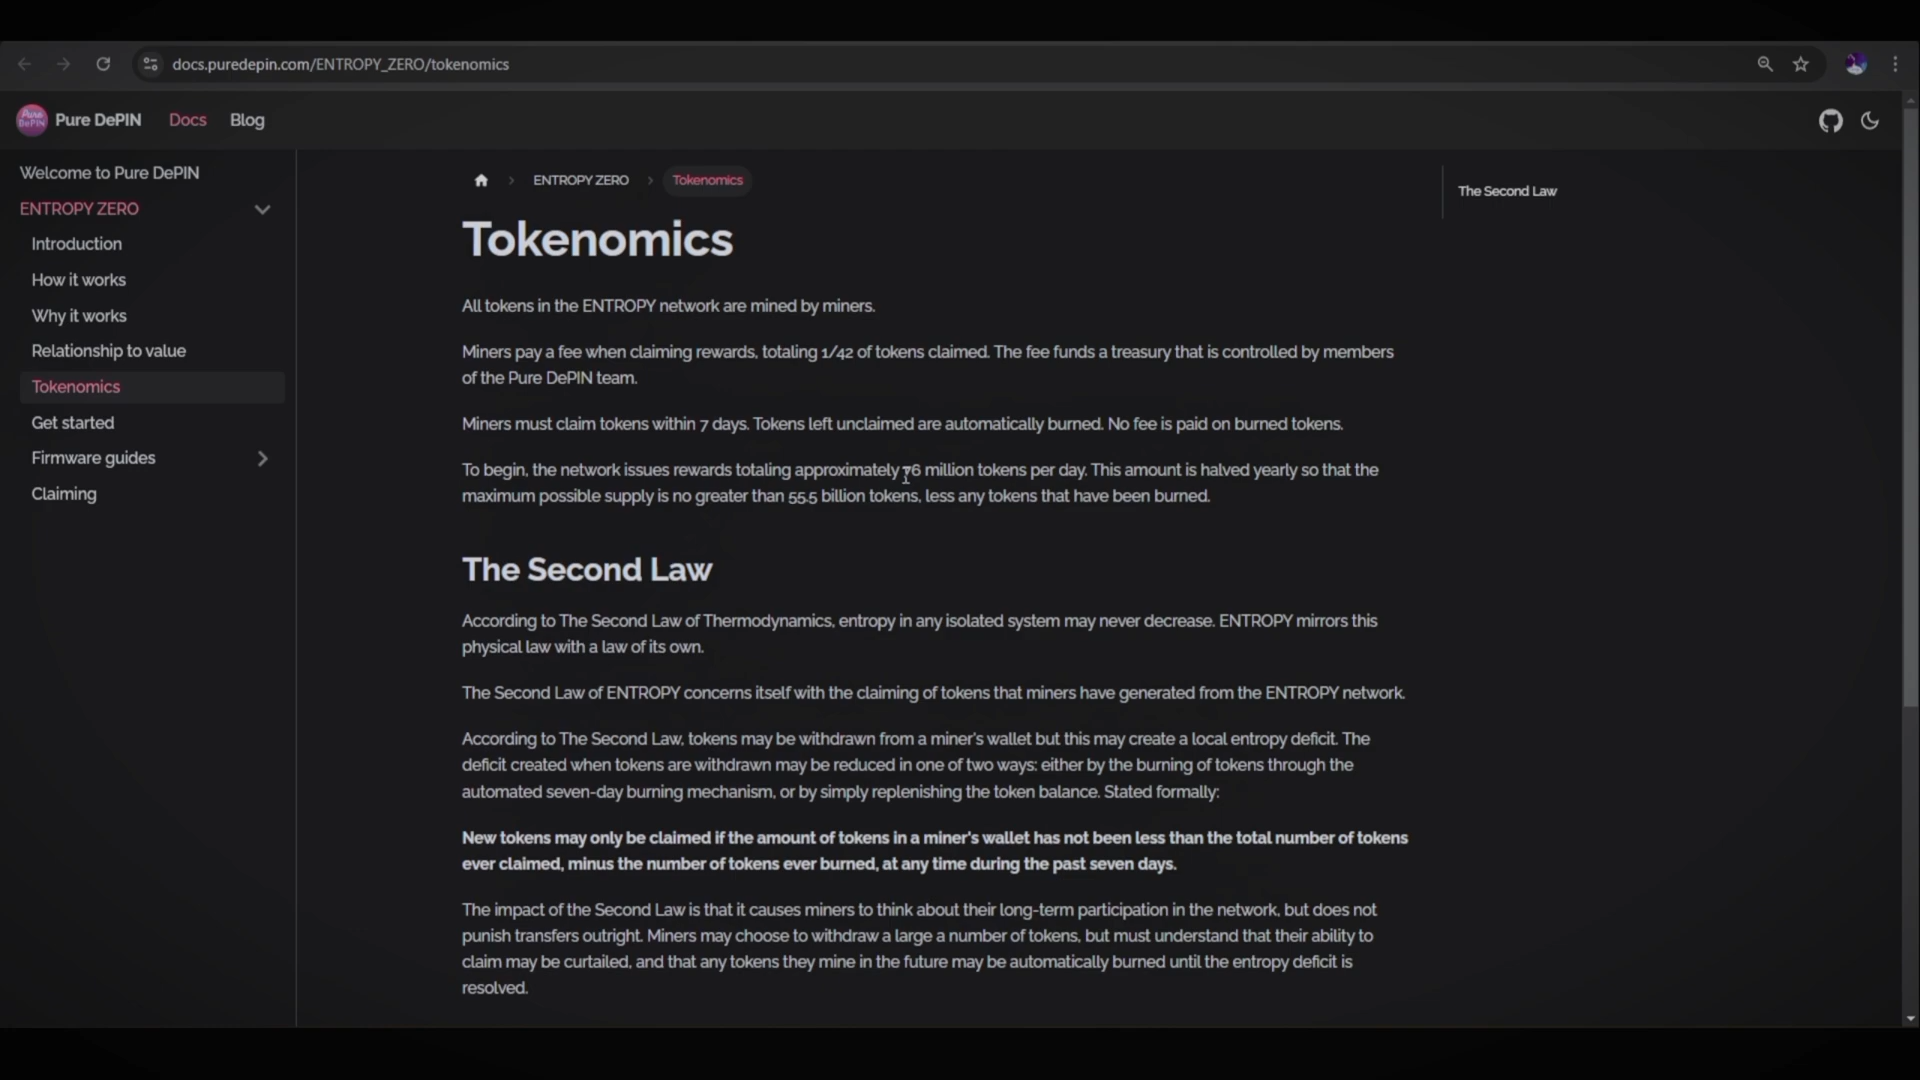 docs.puredepin.com/ENTROPY_ZERO/tokenomics
Pure DePIN
Pure DePIN
Docs
Blog
Welcome to Pure DePIN
ENTROPY ZERO
Introduction
How it works
Why it works
Relationship to value
Tokenomics
Get started
Firmware guides
Claiming
ENTROPY ZERO
Tokenomics
The Second Law
Tokenomics
All tokens in the ENTROPY network are mined by miners.
Miners pay a fee when claiming rewards, totaling 1/42 of tokens claimed. The fee funds a treasury that is controlled by members
of the Pure DePIN team.
Miners must claim tokens within 7 days. Tokens left unclaimed are automatically burned. No fee is paid on burned tokens.
To begin, the network issues rewards totaling approximately 76 million tokens per day. This amount is halved yearly so that the
maximum possible supply is no greater than 55.5 billion tokens, less any tokens that have been burned.
The Second Law
According to The Second Law of Thermodynamics, entropy in any isolated system may never decrease. ENTROPY mirrors this
physical law with a law of its own.
The Second Law of ENTROPY concerns itself with the claiming of tokens that miners have generated from the ENTROPY network.
According to The Second Law, tokens may be withdrawn from a miner's wallet but this may create a local entropy deficit. The
deficit created when tokens are withdrawn may be reduced in one of two ways: either by the burning of tokens through the
automated seven-day burning mechanism, or by simply replenishing the token balance. Stated formally:
New tokens may only be claimed if the amount of tokens in a miner's wallet has not been less than the total number of tokens
ever claimed, minus the number of tokens ever burned, at any time during the past seven days.
The impact of the Second Law is that it causes miners to think about their long-term participation in the network, but does not
punish transfers outright. Miners may choose to withdraw a large a number of tokens, but must understand that their ability to
claim may be curtailed, and that any tokens they mine in the future may be automatically burned until the entropy deficit is
resolved.